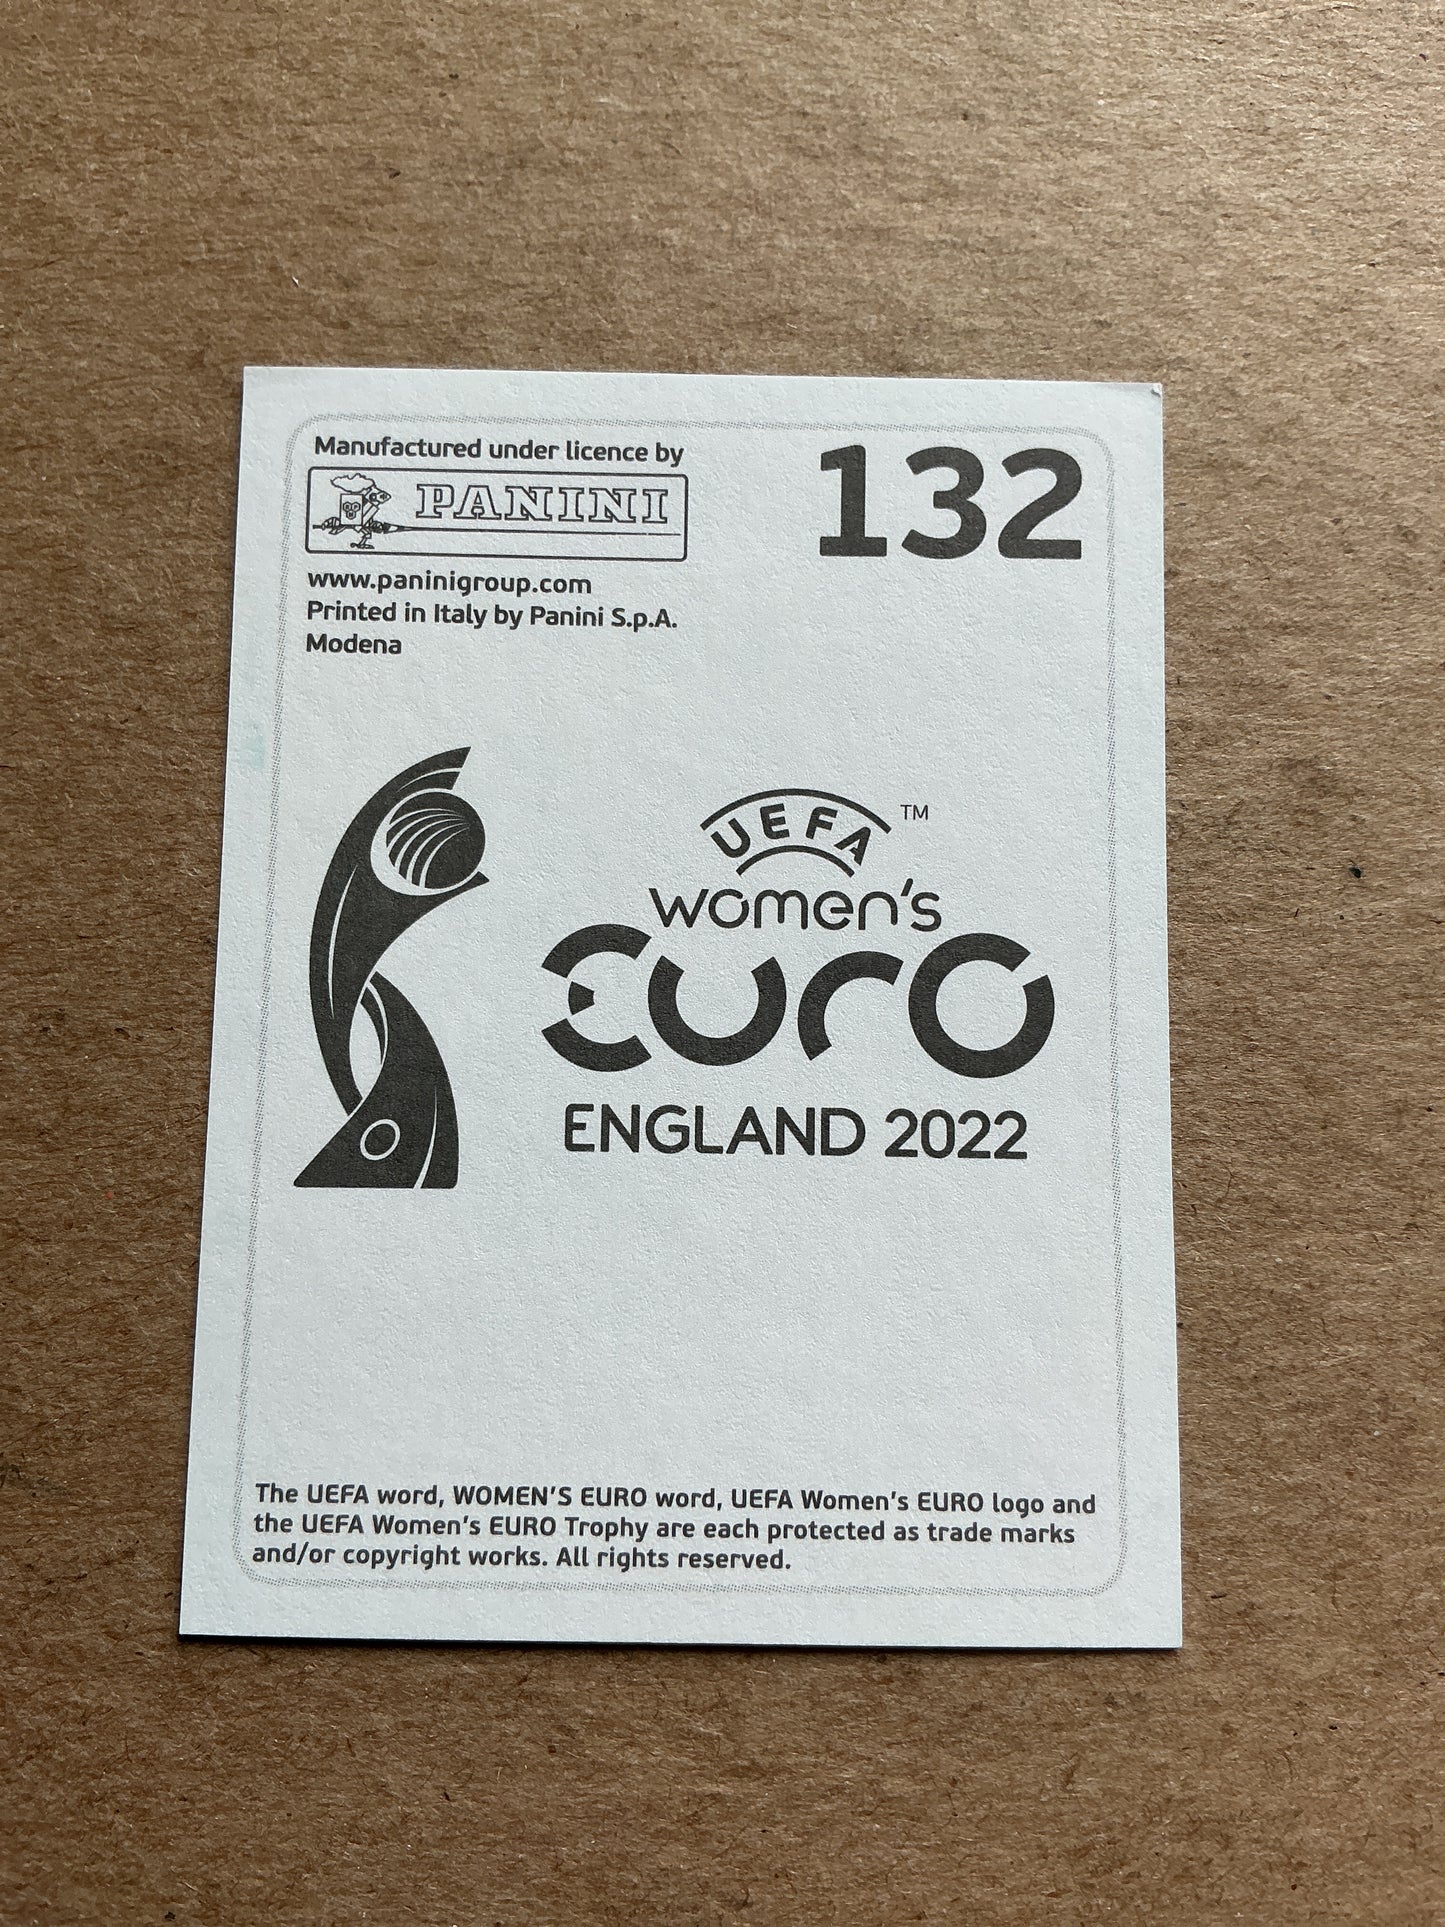 Manufactured under licence by
PANINI
132
www.paninigroup.com
Printed in Italy by Panini S.p.A.
Modena
UEFA™
women's
EURO
ENGLAND 2022
The UEFA word, WOMEN'S EURO word, UEFA Women's EURO logo and
the UEFA Women's EURO Trophy are each protected as trade marks
and/or copyright works. All rights reserved.